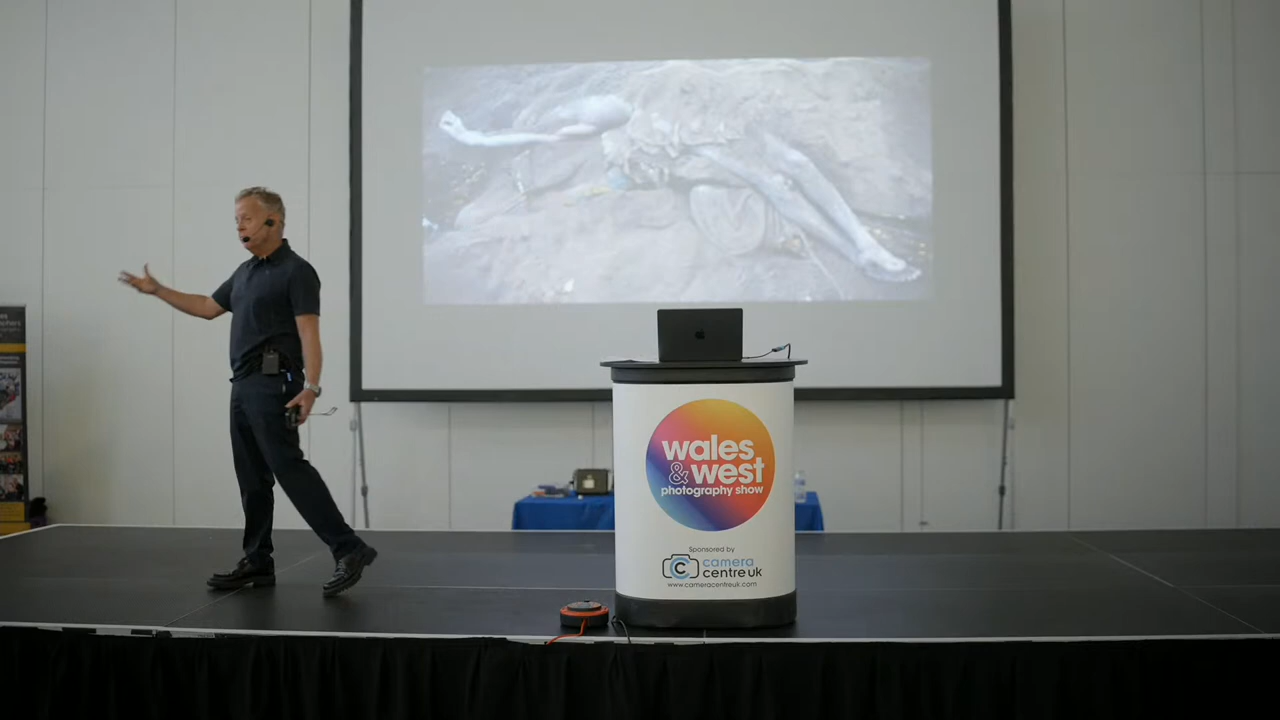 wales
& west
photography show
Sponsored by
camera
centre uk
www.cameracentreuk.com